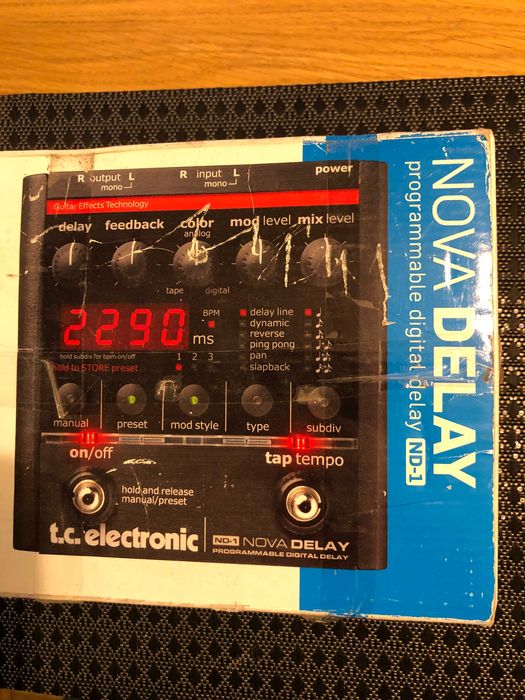 R output L
mono
R input L
mono
power
Guitar Effects Technology
delay feedback color mod level mix level
analog
tape digital
2290 ms
BPM
1 2 3
hold subdiv for bpm on/off
hold to STORE preset
delay line
dynamic
reverse
ping pong
pan
slapback
manual preset mod style type subdiv
on/off
tap tempo
hold and release
manual/preset
t.c. electronic
ND-1 NOVA DELAY
PROGRAMMABLE DIGITAL DELAY
NOVA DELAY
programmable digital delay ND-1